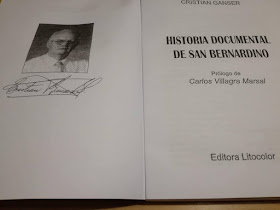 CRISTIAN GANSER
HISTORIA DOCUMENTAL
DE SAN BERNARDINO
Prólogo de
Carlos Villagra Marsal
Editora Litocolor